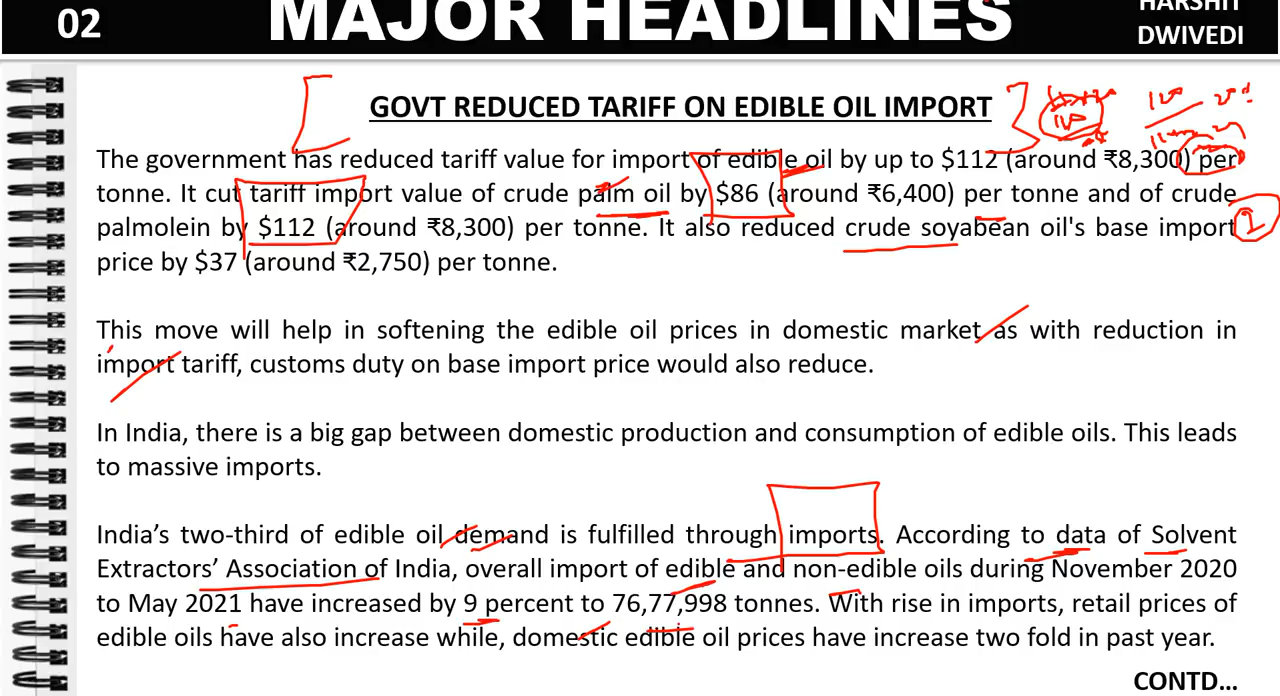 02
MAJOR HEADLINES
HARSHIT
DWIVEDI
GOVT REDUCED TARIFF ON EDIBLE OIL IMPORT
The government has reduced tariff value for import of edible oil by up to $112 (around ₹8,300) per
tonne. It cut tariff import value of crude palm oil by $86 (around ₹6,400) per tonne and of crude
palmolein by $112 (around ₹8,300) per tonne. It also reduced crude soyabean oil's base import
price by $37 (around ₹2,750) per tonne.
This move will help in softening the edible oil prices in domestic market as with reduction in
import tariff, customs duty on base import price would also reduce.
In India, there is a big gap between domestic production and consumption of edible oils. This leads
to massive imports.
India’s two-third of edible oil demand is fulfilled through imports. According to data of Solvent
Extractors’ Association of India, overall import of edible and non-edible oils during November 2020
to May 2021 have increased by 9 percent to 76,77,998 tonnes. With rise in imports, retail prices of
edible oils have also increase while, domestic edible oil prices have increase two fold in past year.
CONTD...